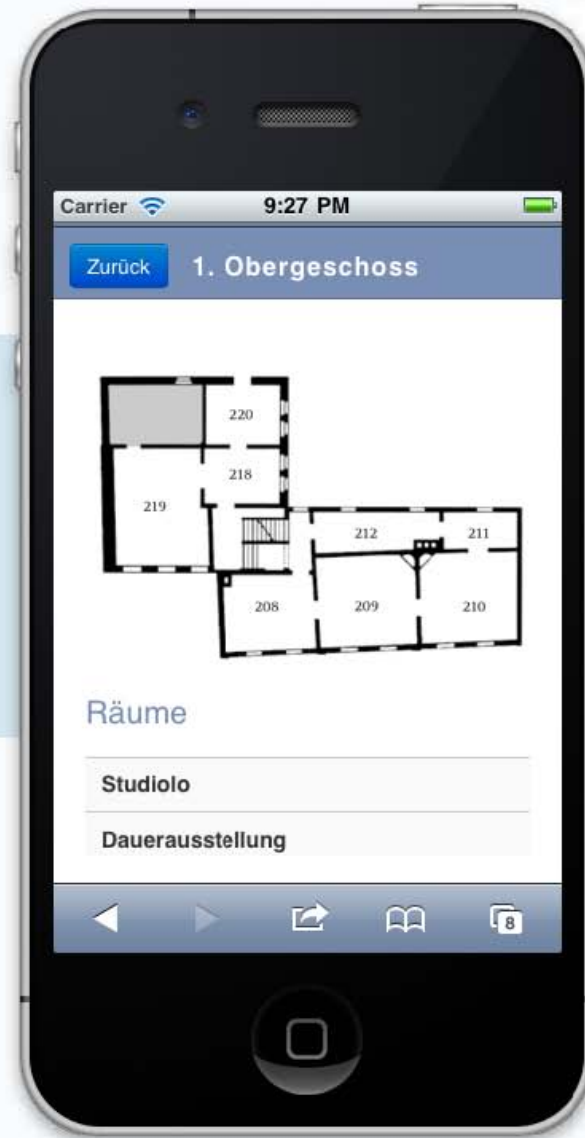 Carrier 9:27 PM
Zurück 1. Obergeschoss
220
218
219
212 211
208 209 210
Räume
Studiolo
Dauerausstellung
8